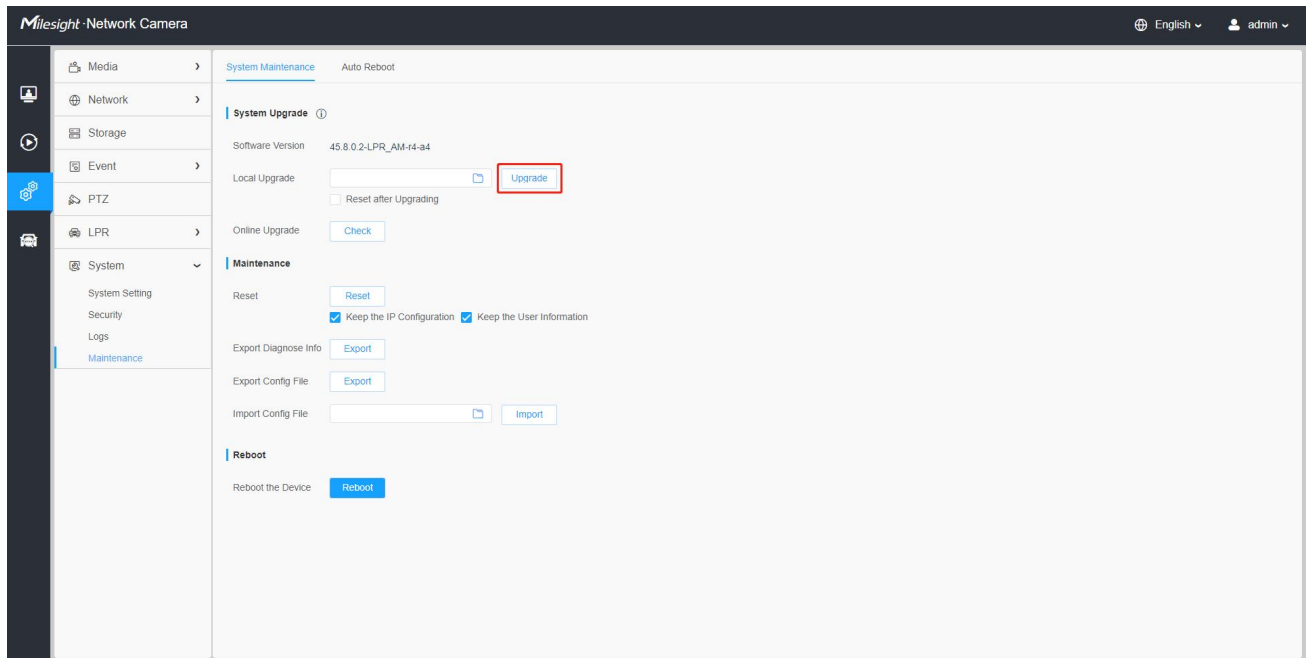 Milesight · Network Camera
English
admin
Media
Network
Storage
Event
PTZ
LPR
System
System Setting
Security
Logs
Maintenance
System Maintenance Auto Reboot
System Upgrade
Software Version 45.8.0.2-LPR_AM-r4-a4
Local Upgrade Upgrade
Reset after Upgrading
Online Upgrade Check
Maintenance
Reset Reset
Keep the IP Configuration Keep the User Information
Export Diagnose Info Export
Export Config File Export
Import Config File Import
Reboot
Reboot the Device Reboot